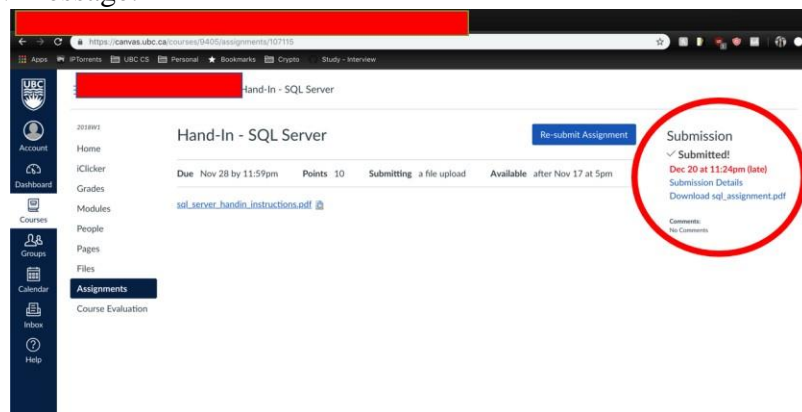 https://canvas.ubc.ca/courses/9405/assignments/107115
Apps IPTorrents UBC CS Personal Bookmarks Crypto Study - Interview
UBC
Hand-In - SQL Server
Account
Dashboard
Courses
Groups
Calendar
Inbox
Help
2018W1
Home
iClicker
Grades
Modules
People
Pages
Files
Assignments
Course Evaluation
Hand-In - SQL Server
Re-submit Assignment
Due Nov 28 by 11:59pm Points 10 Submitting a file upload Available after Nov 17 at 5pm
sql_server_handin_instructions.pdf
Submission
Submitted!
Dec 20 at 11:24pm (late)
Submission Details
Download sql_assignment.pdf
Comments:
No Comments